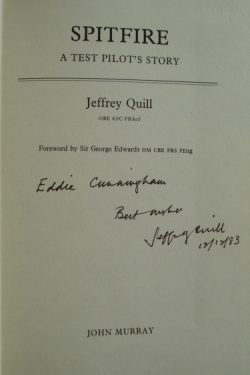 SPITFIRE
A TEST PILOT'S STORY
Jeffrey Quill
OBE AFC FRAeS
Foreword by Sir George Edwards OM CBE FRS FEng
Eddie Cunningham
Best wishes
Jeffrey Quill
12/12/83
JOHN MURRAY